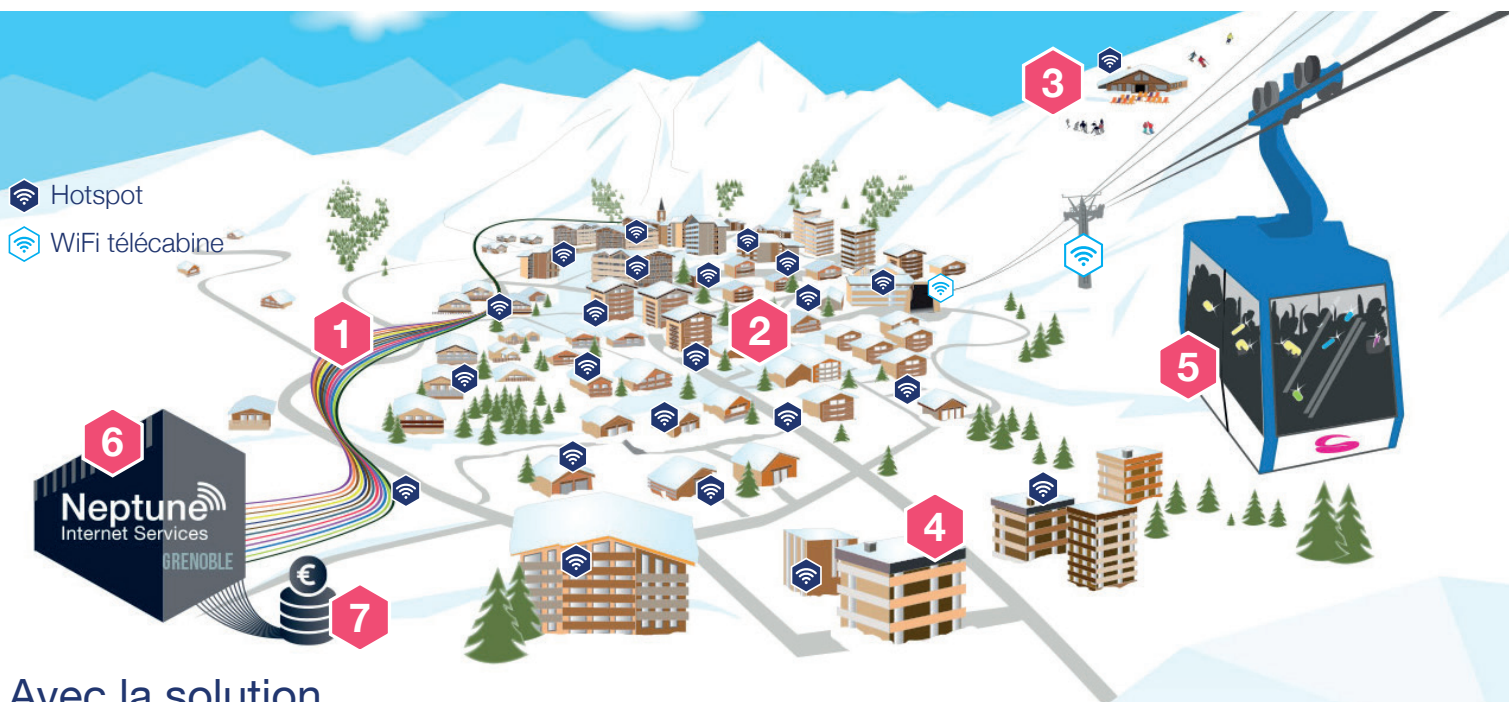 3
Hotspot
WiFi télécabine
1
2
5
6
Neptune
Internet Services
GRENOBLE
4
€
7
Avec la solution